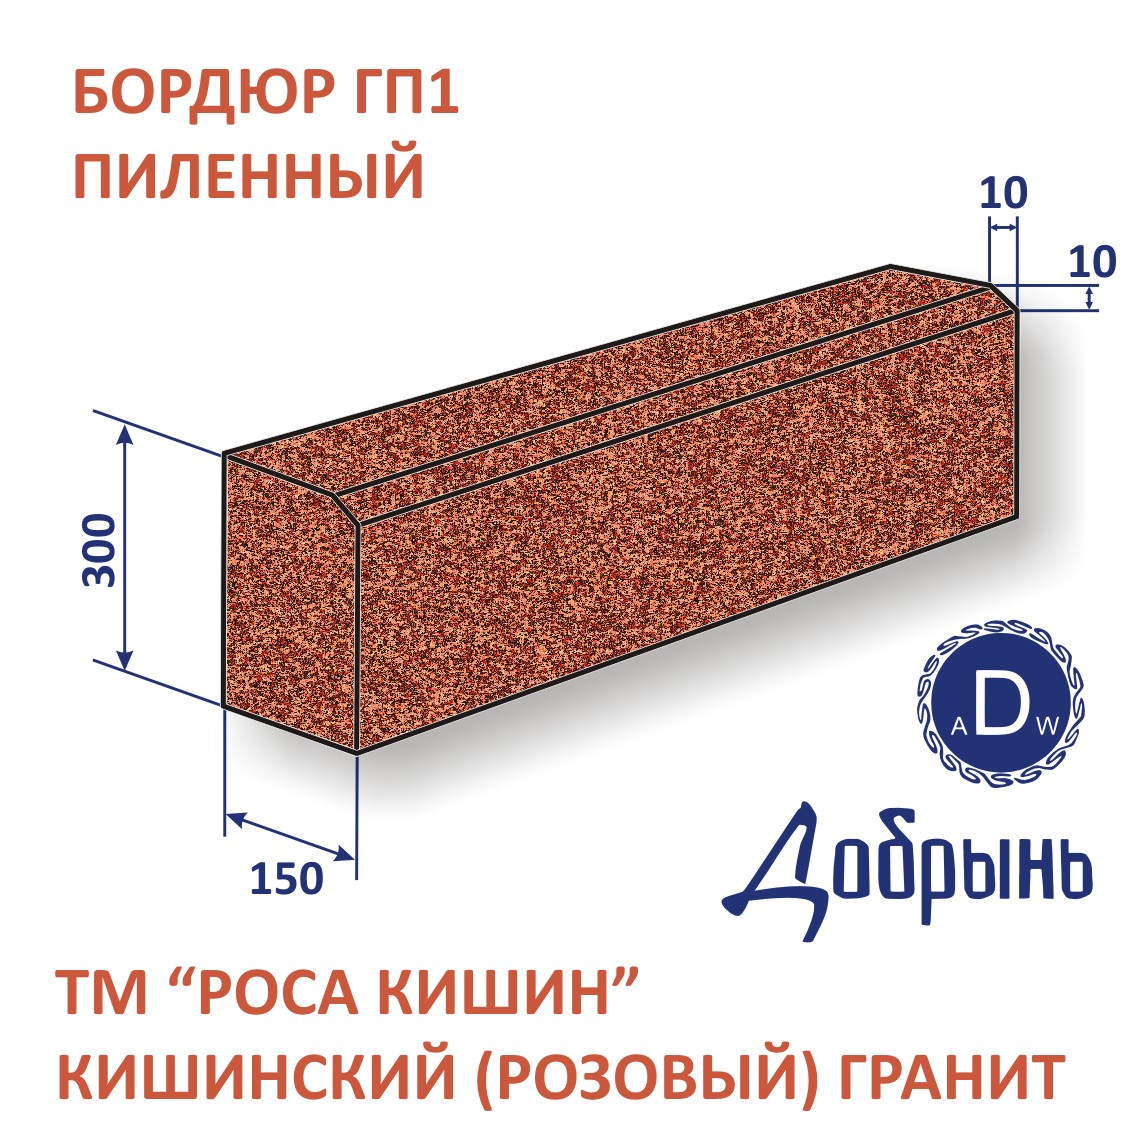 БОРДЮР ГП1
ПИЛЕННЫЙ
10
10
300
150
A D W
Добрынь
ТМ “РОСА КИШИН”
КИШИНСКИЙ (РОЗОВЫЙ) ГРАНИТ